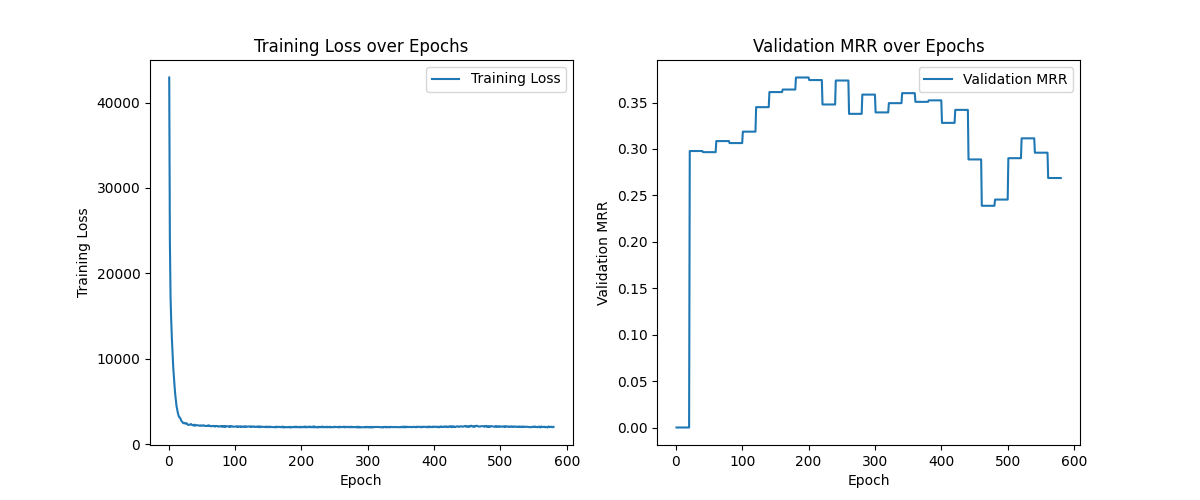 Training Loss over Epochs
Training Loss
40000
30000
20000
10000
0
Training Loss
0 100 200 300 400 500 600
Epoch
Validation MRR over Epochs
Validation MRR
0.35
0.30
0.25
0.20
0.15
0.10
0.05
0.00
Validation MRR
0 100 200 300 400 500 600
Epoch